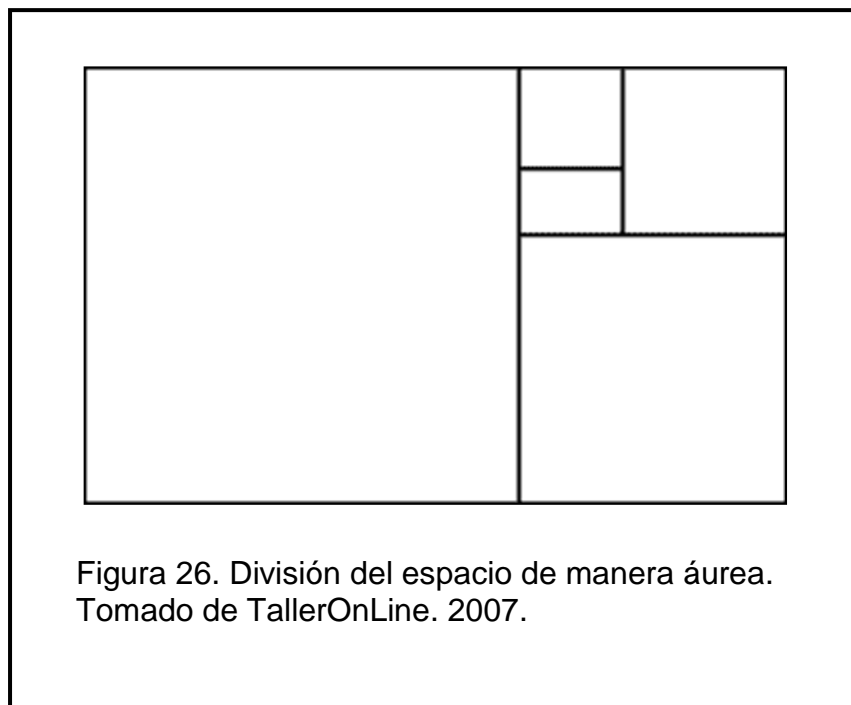 Figura 26. División del espacio de manera áurea.
Tomado de TallerOnLine. 2007.